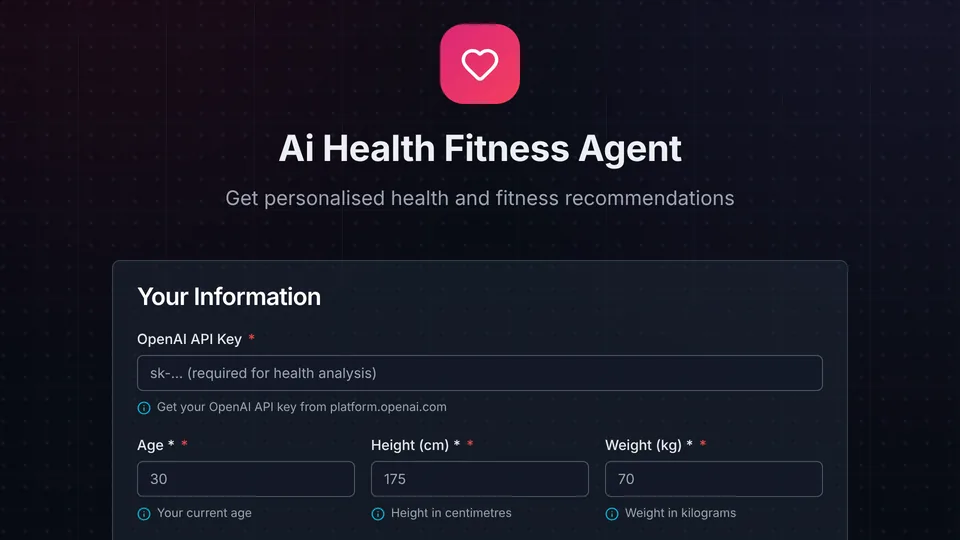 Ai Health Fitness Agent
Get personalised health and fitness recommendations
Your Information
OpenAI API Key *
sk-... (required for health analysis)
Get your OpenAI API key from platform.openai.com
Age * * Height (cm) * * Weight (kg) * *
30 175 70
Your current age Height in centimetres Weight in kilograms